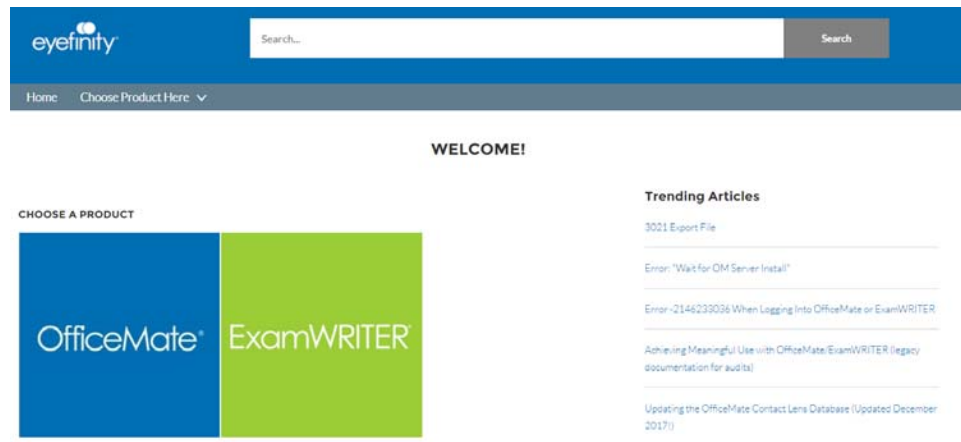 eyefinity
Search...
Search
Home Choose Product Here
WELCOME!
CHOOSE A PRODUCT
OfficeMate®
ExamWRITER
Trending Articles
3021 Export File
Error: "Wait for OM Server Install"
Error -2146233036 When Logging Into OfficeMate or ExamWRITER
Achieving Meaningful Use with OfficeMate/ExamWRITER (legacy
documentation for audits)
Updating the OfficeMate Contact Lens Database (Updated December
2017())